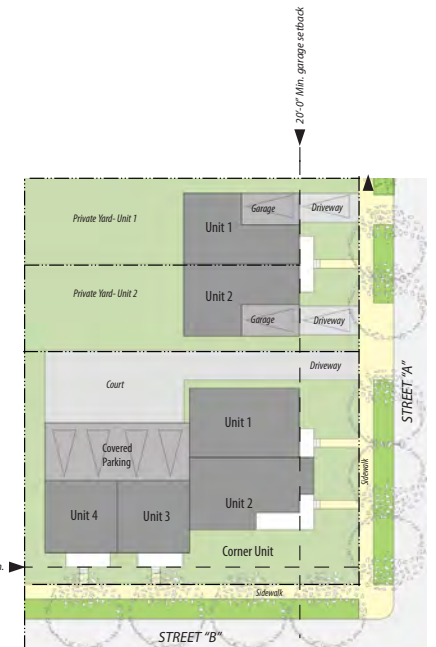 20'-0" Min. garage setback
Private Yard- Unit 1
Unit 1
Garage
Driveway
Private Yard- Unit 2
Unit 2
Garage
Driveway
STREET "A"
Driveway
Court
Unit 1
Covered
Parking
Sidewalk
Unit 2
Unit 4
Unit 3
Corner Unit
Sidewalk
STREET "B"